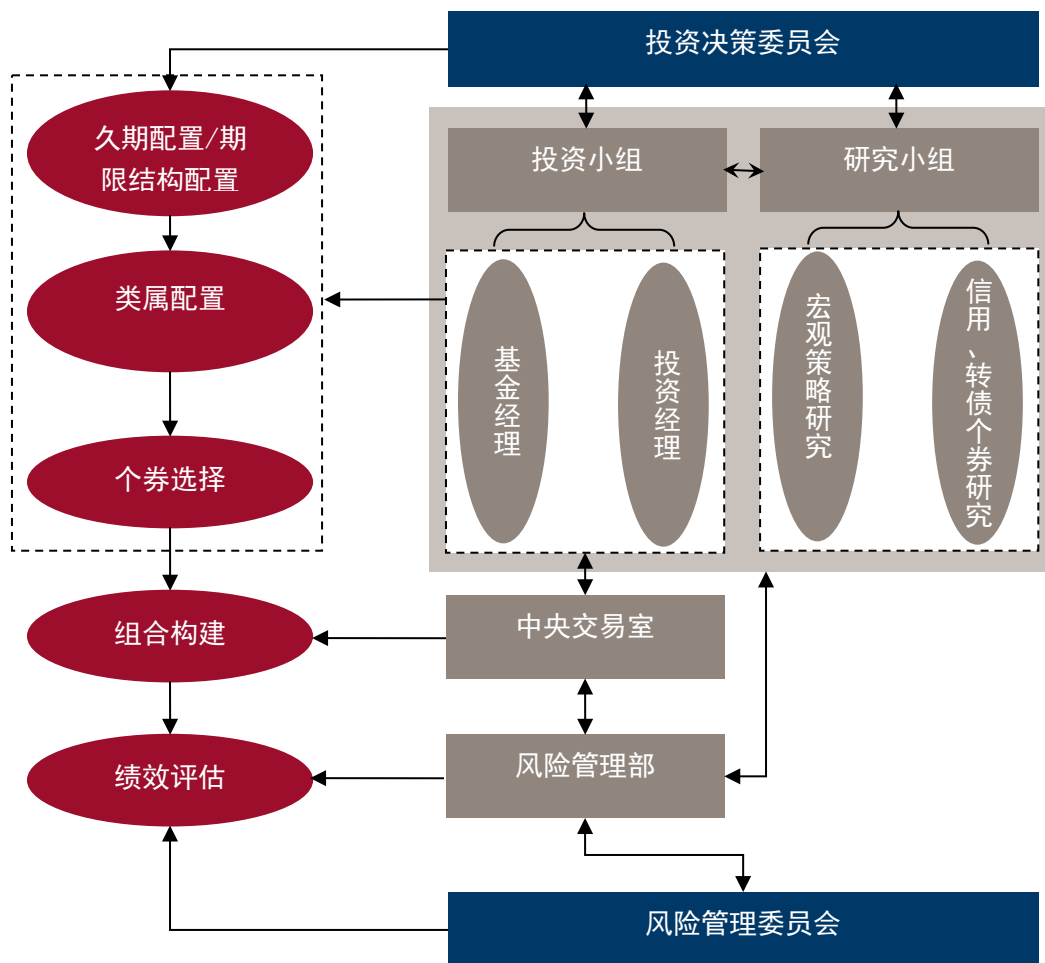 投资决策委员会
久期配置/期
限结构配置
类属配置
个券选择
组合构建
绩效评估
投资小组
研究小组
基金经理
投资经理
宏观策略研究
信用、转债个券研究
中央交易室
风险管理部
风险管理委员会